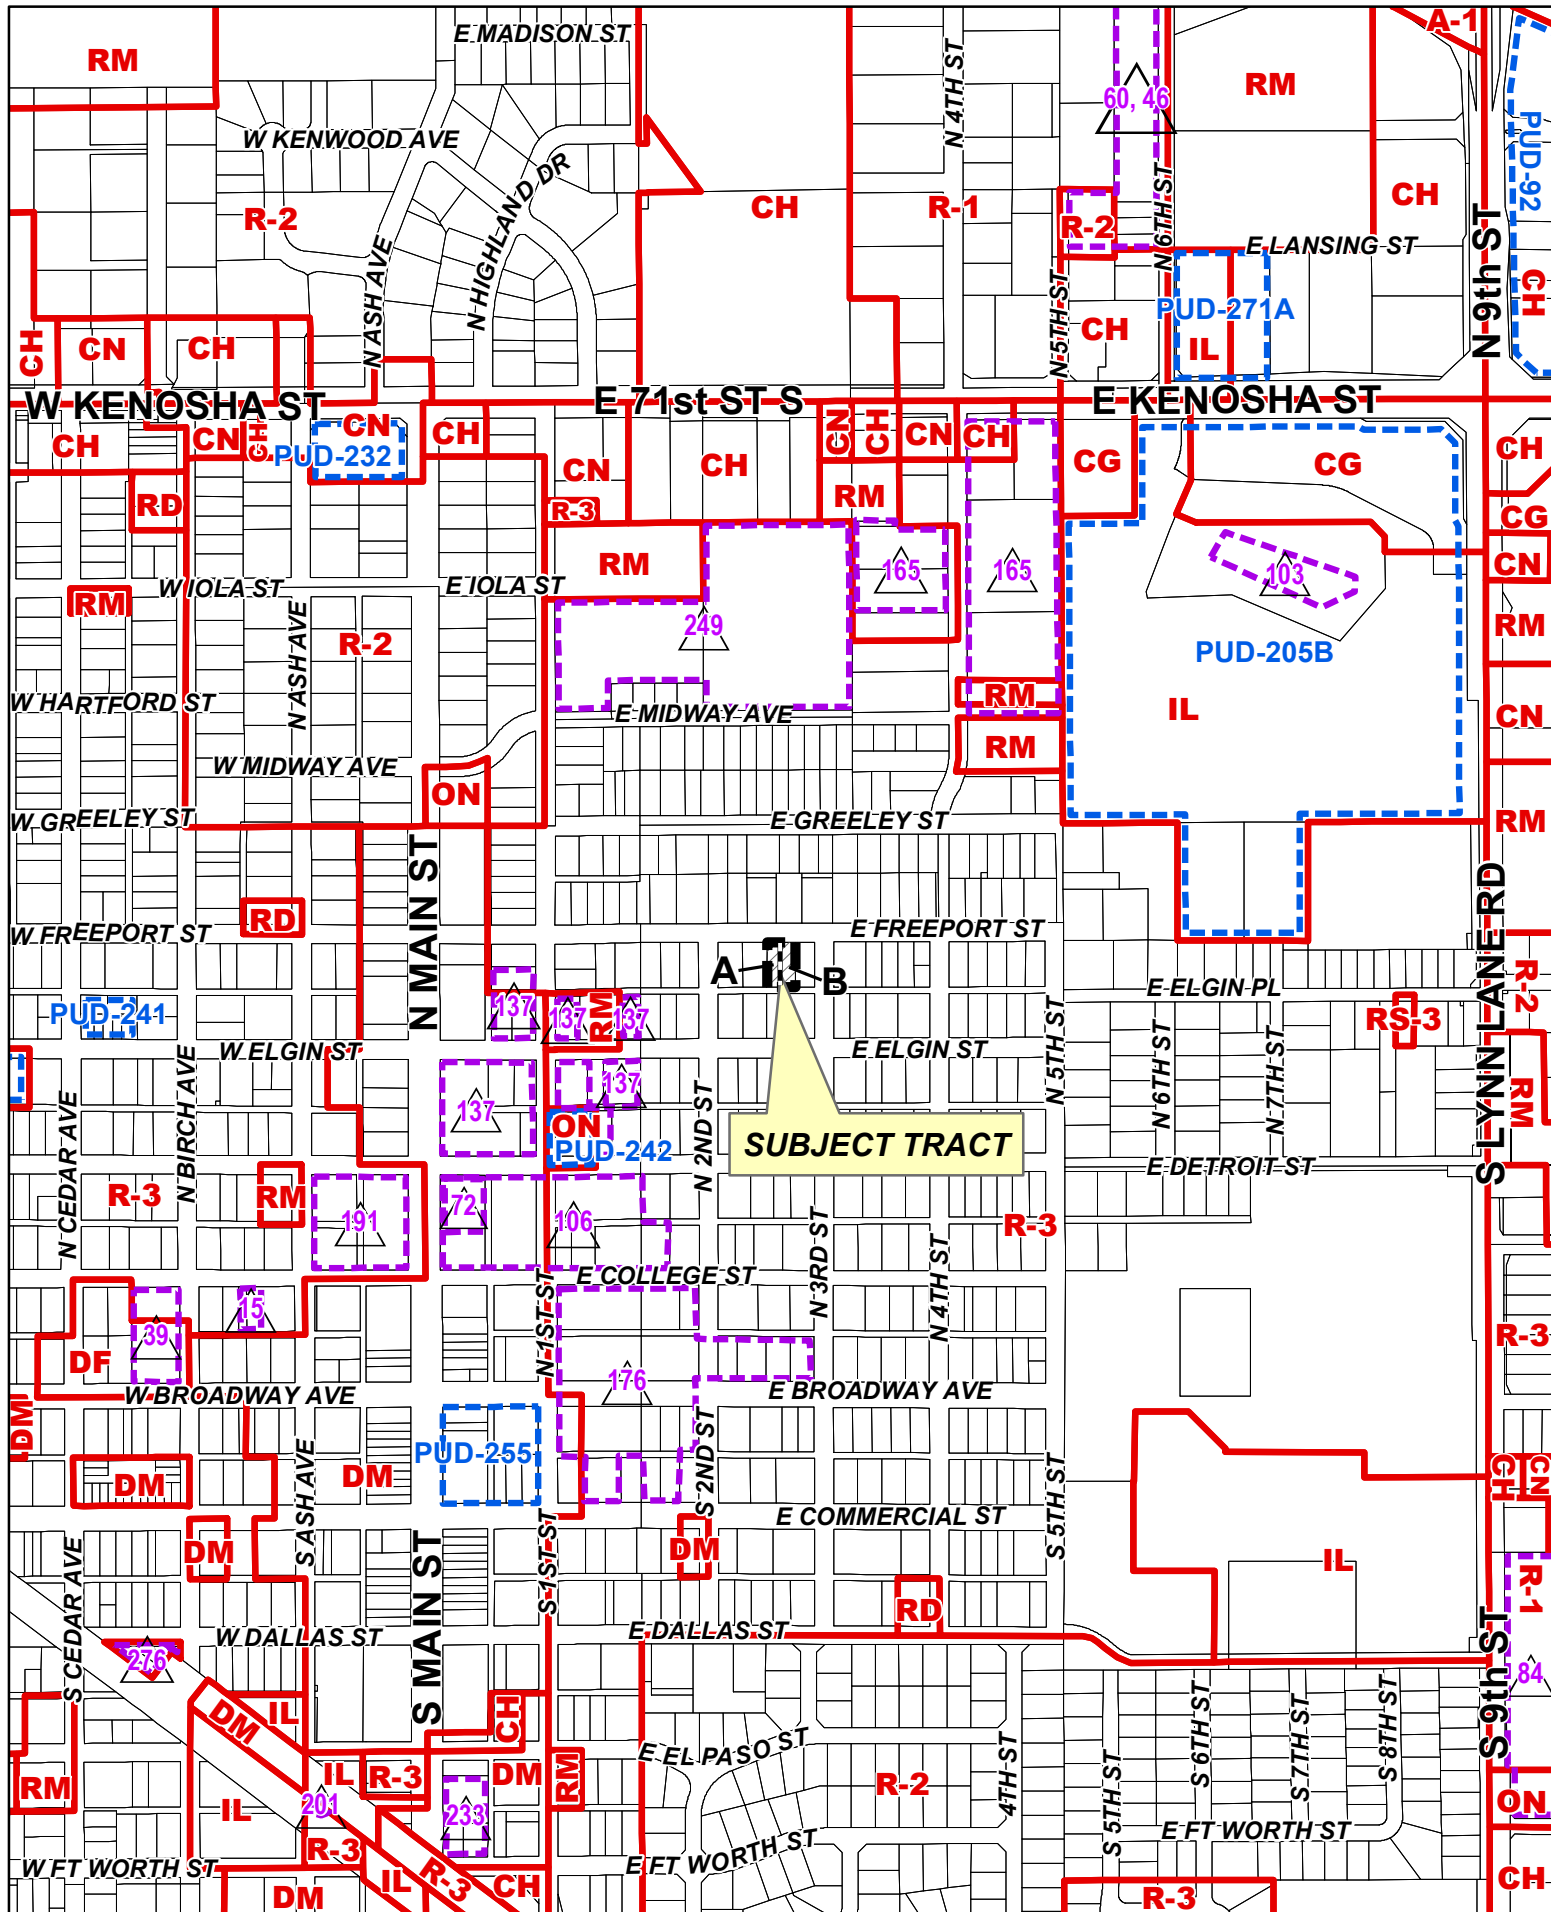 E MADISON ST
A-1
RM
N 4TH ST
60, 46
RM
PUD-92
W KENWOOD AVE
N HIGHLAND DR
R-2
CH
R-1
R-2
N 6TH ST
CH
E LANSING ST
N 9th ST
N ASH AVE
N 5TH ST
PUD-271A
CH
CH
CN
CH
CH
IL
W KENOSHA ST
E 71st ST S
E KENOSHA ST
CH
CN
CH
CN
PUD-232
CH
CN
CH
CN
CH
CN
CH
CG
CG
CH
RD
R-3
RM
CG
RM
165
165
103
CN
W IOLA ST
E IOLA ST
RM
N ASH AVE
R-2
249
PUD-205B
RM
W HARTFORD ST
E MIDWAY AVE
RM
IL
CN
RM
W MIDWAY AVE
ON
W GREELEY ST
E GREELEY ST
RM
N MAIN ST
S LYNN LANE RD
RD
W FREEPORT ST
E FREEPORT ST
A
B
R-2
E ELGIN PL
PUD-241
137
137
RM
137
RS-3
W ELGIN ST
E ELGIN ST
N 5TH ST
N 6TH ST
N 7TH ST
N BIRCH AVE
N CEDAR AVE
137
137
RM
ON
PUD-242
N 2ND ST
SUBJECT TRACT
E DETROIT ST
R-3
RM
191
72
106
N 3RD ST
N 4TH ST
R-3
E COLLEGE ST
39
15
N 1ST ST
DF
176
R-3
W BROADWAY AVE
E BROADWAY AVE
DM
DM
S ASH AVE
DM
PUD-255
S 2ND ST
S 5TH ST
CH
CN
E COMMERCIAL ST
DM
S CEDAR AVE
S MAIN ST
S 1ST ST
DM
IL
R-1
RD
W DALLAS ST
E DALLAS ST
276
84
S 9th ST
DM
IL
CH
E EL PASO ST
4TH ST
S 5TH ST
S 6TH ST
S 7TH ST
S 8TH ST
RM
IL
R-3
DM
RM
R-2
ON
IL
201
233
R-3
E FT WORTH ST
E FT WORTH ST
W FT WORTH ST
DM
IL
R-3
CH
R-3
CH